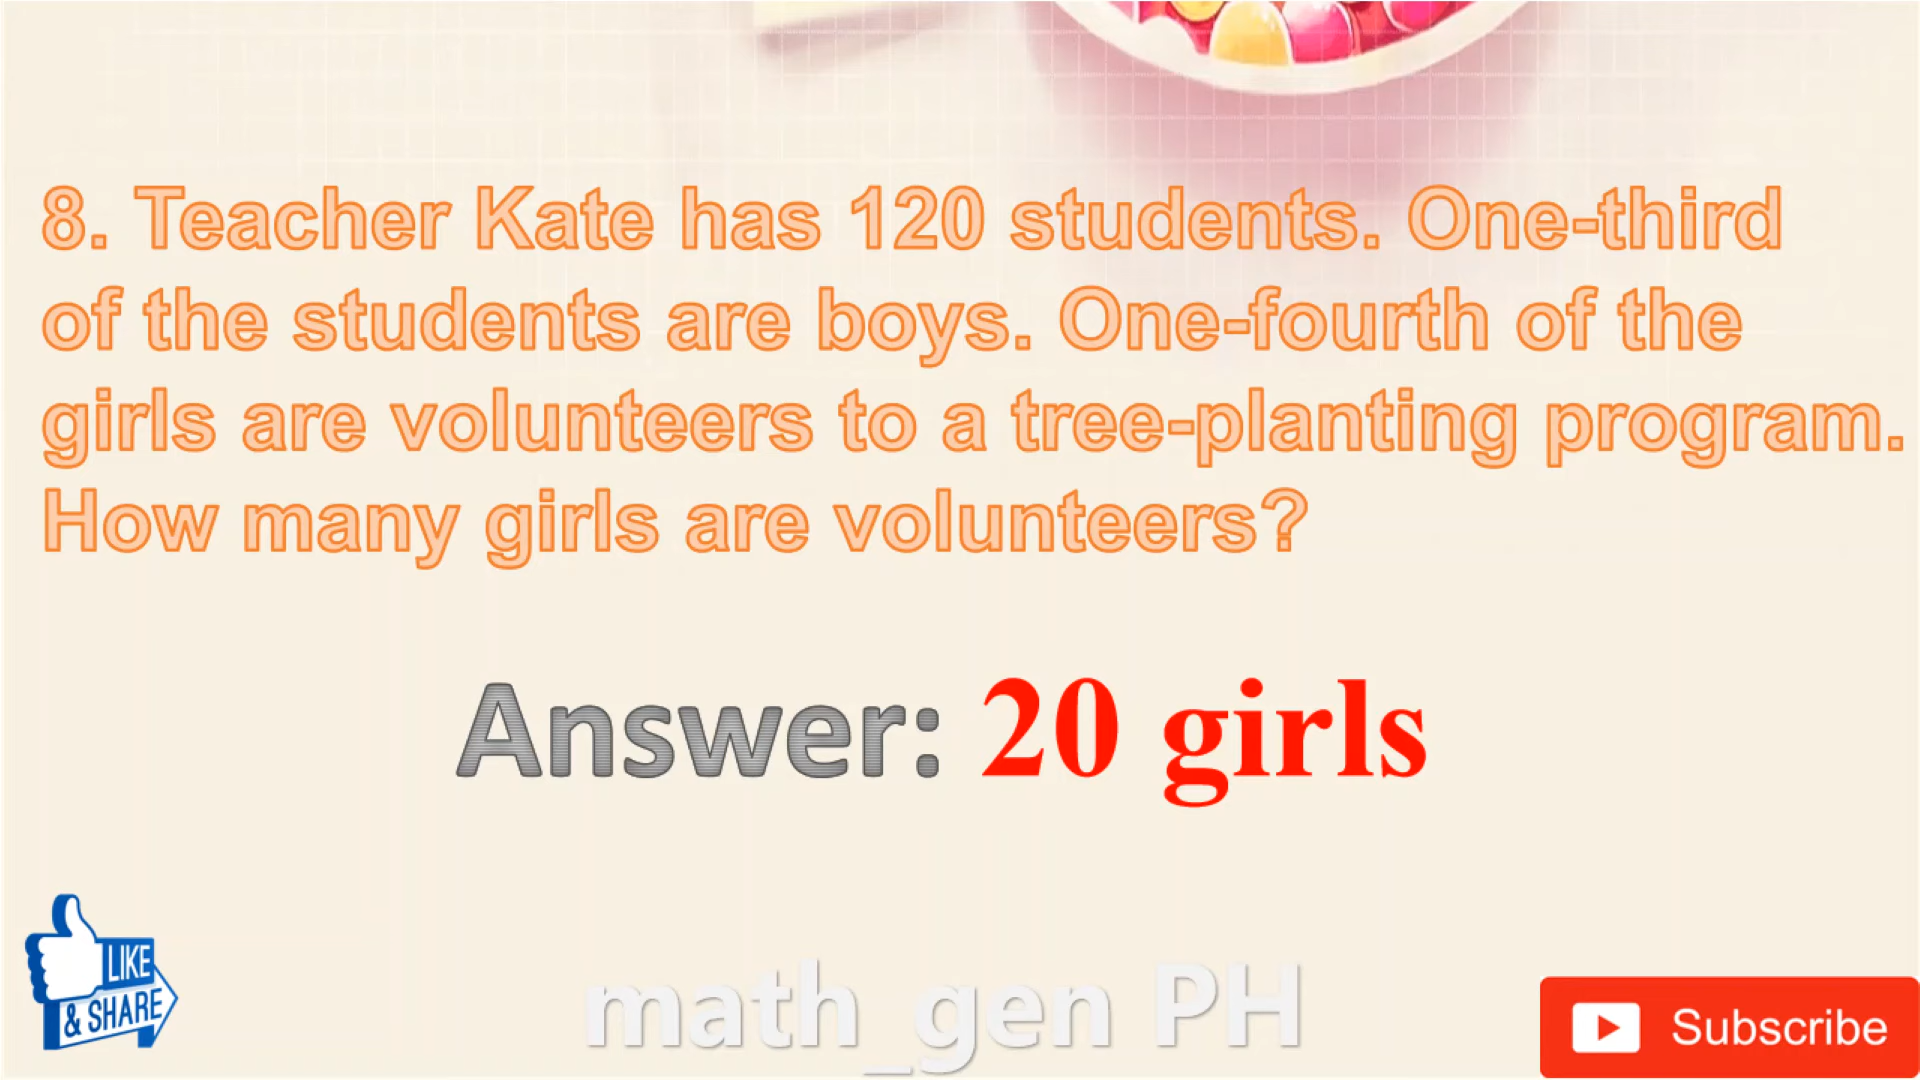 8. Teacher Kate has 120 students. One-third
of the students are boys. One-fourth of the
girls are volunteers to a tree-planting program.
How many girls are volunteers?
Answer: 20 girls
LIKE
& SHARE
math_gen PH
Subscribe